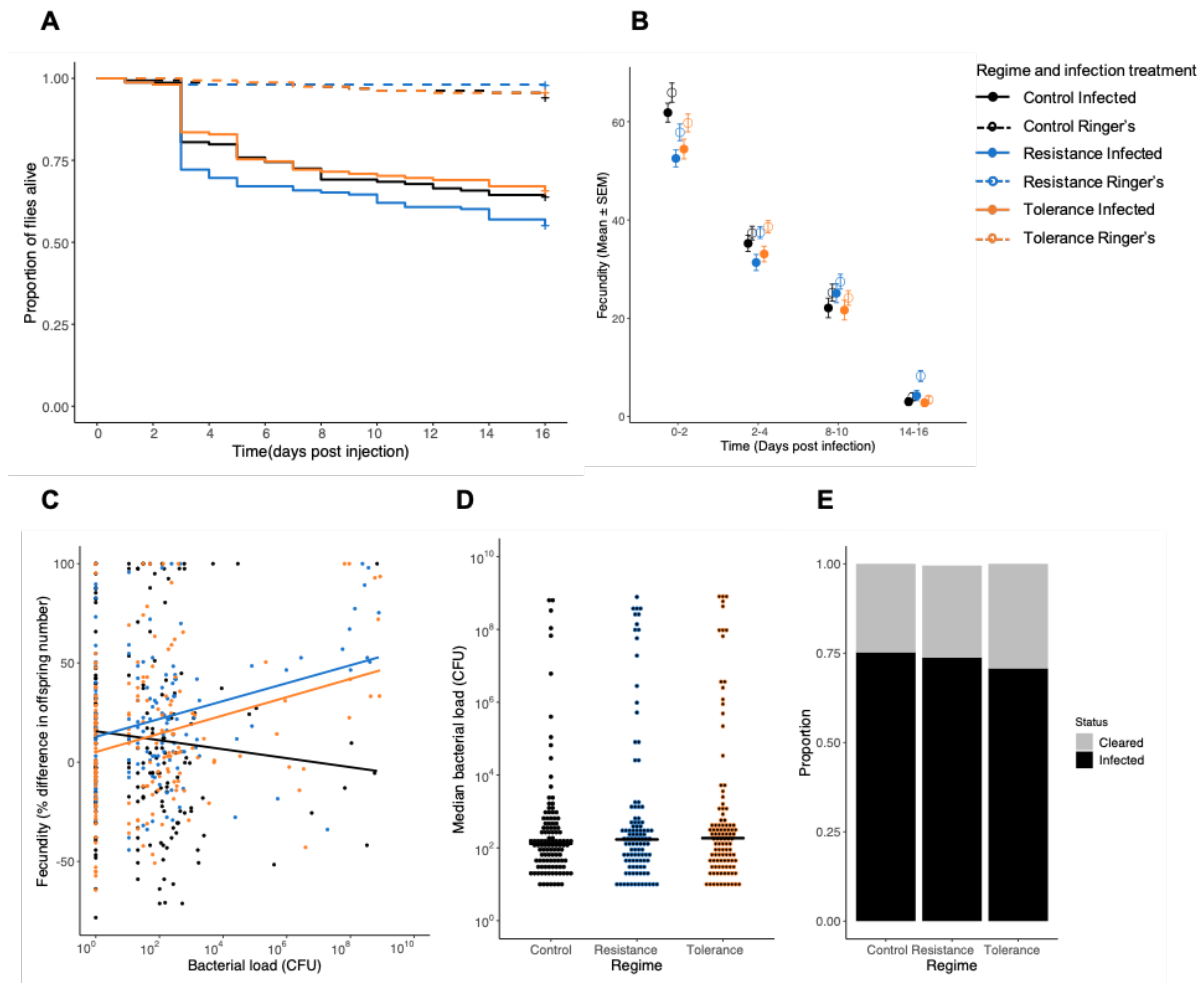 A
B
Proportion of flies alive
1.00
0.75
0.50
0.25
0.00
0
2
4
6
8
10
12
14
16
Time(days post injection)
Fecundity (Mean ± SEM)
60
40
20
0
0-2
2-4
8-10
14-16
Time (Days post infection)
Regime and infection treatment
Control Infected
Control Ringer's
Resistance Infected
Resistance Ringer's
Tolerance Infected
Tolerance Ringer's
C
D
E
Fecundity (% difference in offspring number)
100
50
0
-50
10^0
10^2
10^4
10^6
10^8
10^10
Bacterial load (CFU)
Median bacterial load (CFU)
10^10
10^8
10^6
10^4
10^2
10^0
Control
Resistance
Tolerance
Regime
Proportion
1.00
0.75
0.50
0.25
0.00
Control
Resistance
Tolerance
Regime
Status
Cleared
Infected